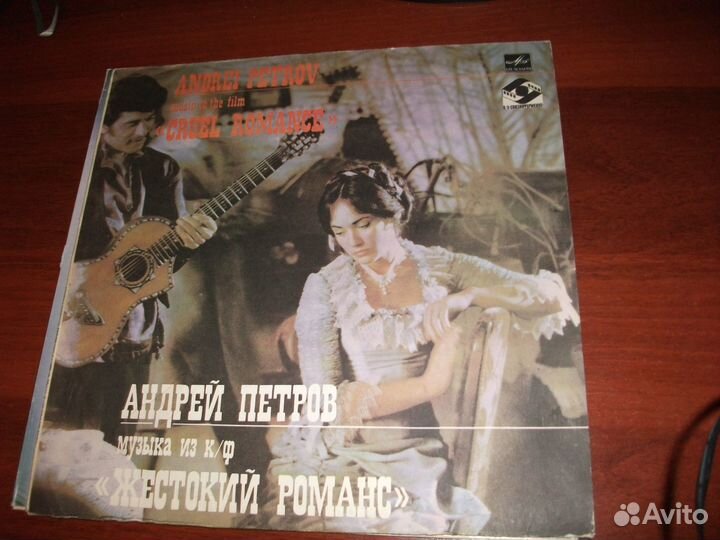 ANDREI PETROV
music to the film
«CRUEL ROMANCE»
АНДРЕЙ ПЕТРОВ
музыка из к/ф
«ЖЕСТОКИЙ РОМАНС»
Avito